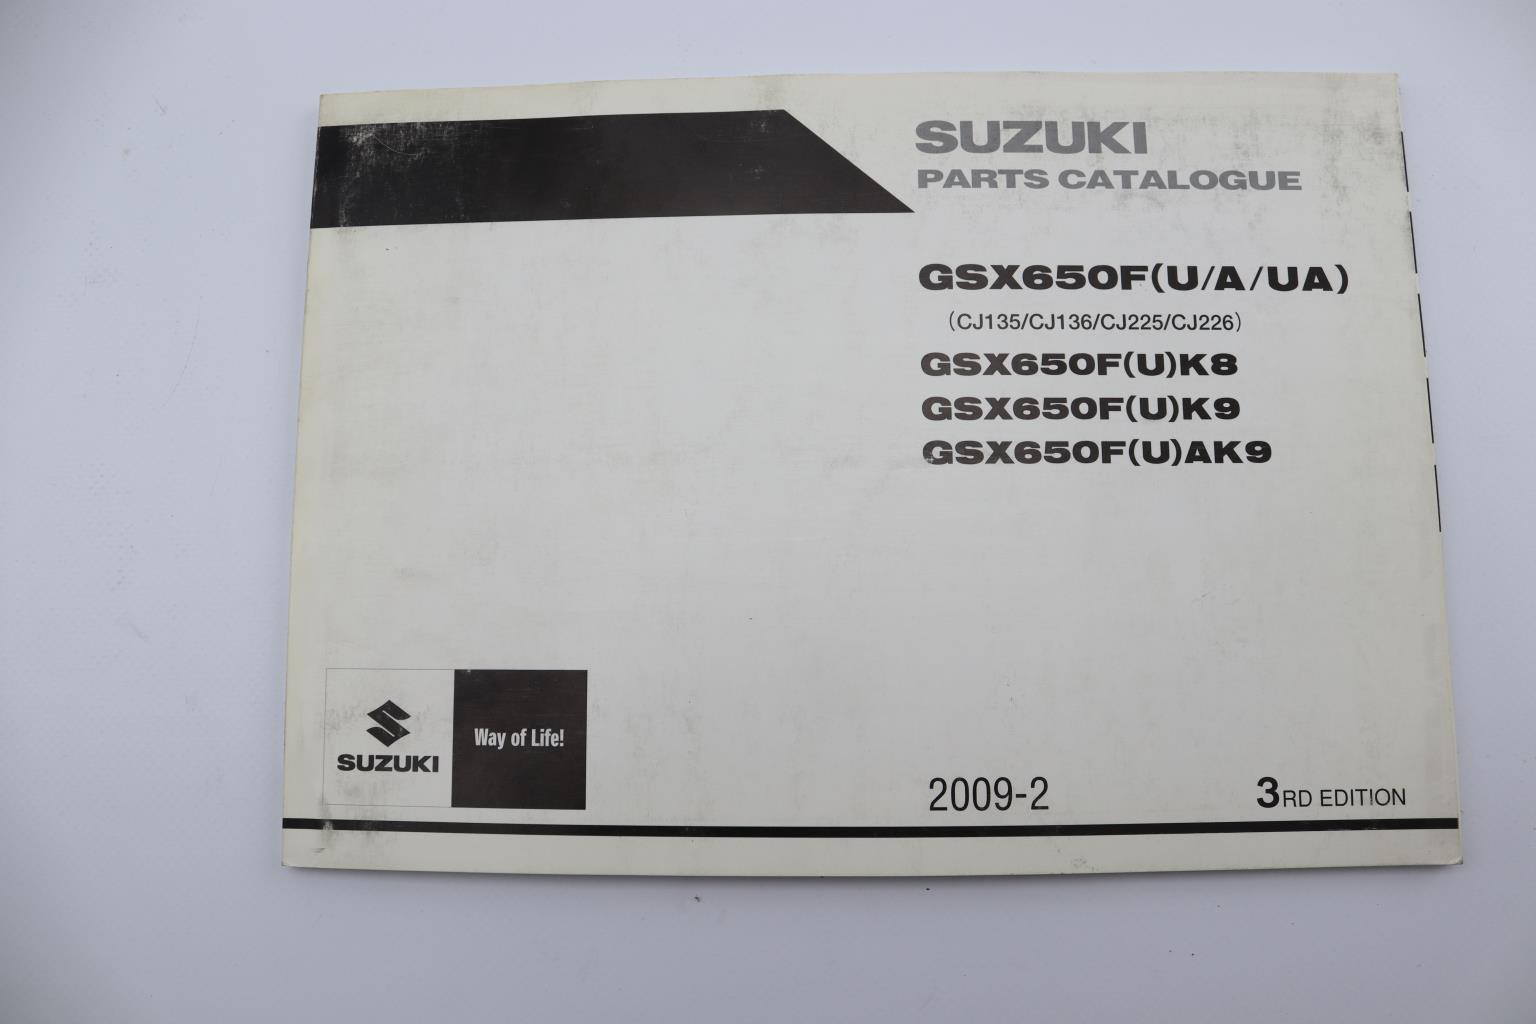 SUZUKI
PARTS CATALOGUE
GSX650F(U/A/UA)
(CJ135/CJ136/CJ225/CJ226)
GSX650F(U)K8
GSX650F(U)K9
GSX650F(U)AK9
SUZUKI
Way of Life!
2009-2
3RD EDITION